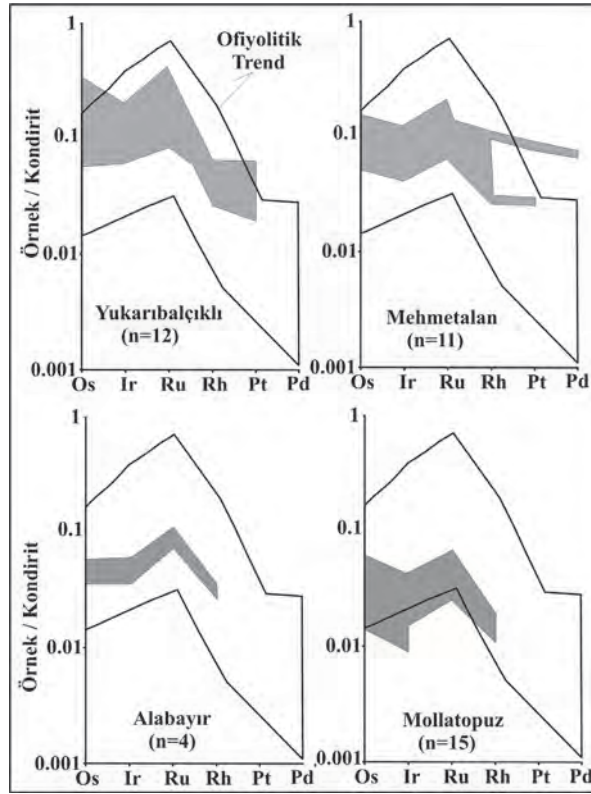 1
0.1
0.01
0.001
Örnek / Kondirit
Ofiyolitik
Trend
Yukarıbalçıklı
(n=12)
Os Ir Ru Rh Pt
1
0.1
0.01
0.001
Mehmetalan
(n=11)
Os Ir Ru Rh Pt Pd
1
0.1
0.01
0.001
Örnek / Kondirit
Alabayır
(n=4)
Os Ir Ru Rh Pt Pd
1
0.1
0.01
0.001
Mollatopuz
(n=15)
Os Ir Ru Rh Pt Pd